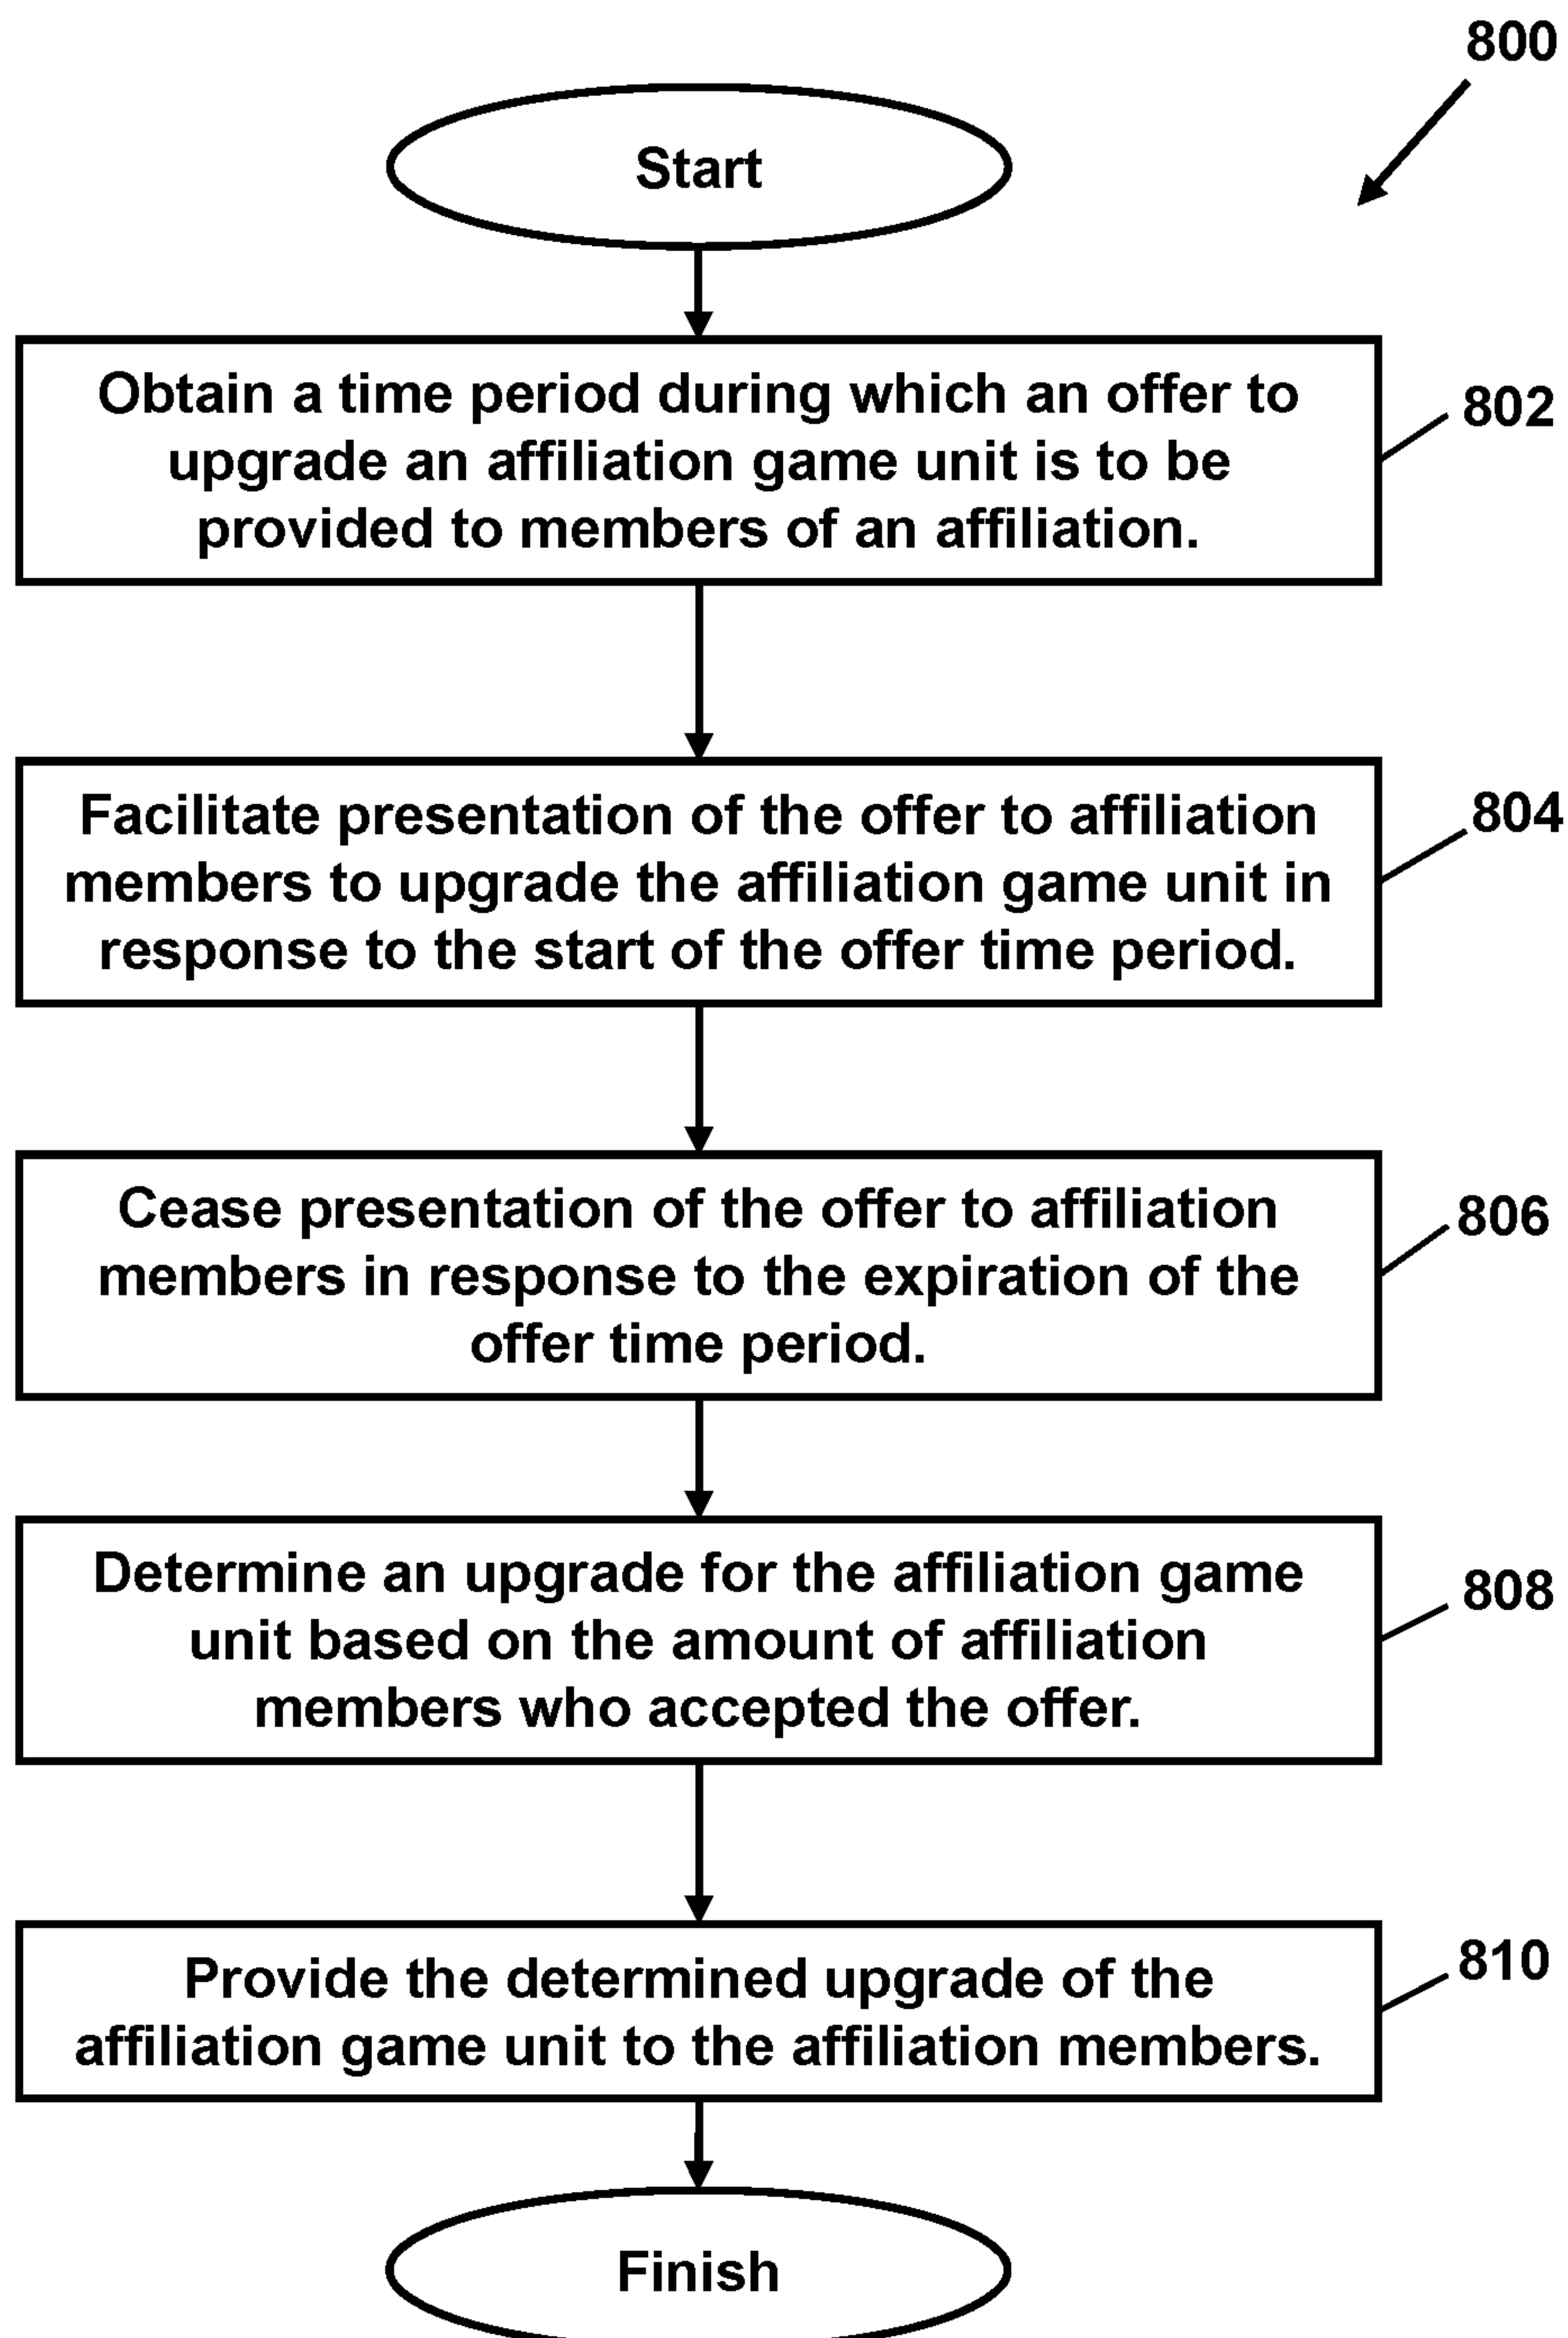 800
Start
Obtain a time period during which an offer to
upgrade an affiliation game unit is to be
provided to members of an affiliation.
802
Facilitate presentation of the offer to affiliation
members to upgrade the affiliation game unit in
response to the start of the offer time period.
804
Cease presentation of the offer to affiliation
members in response to the expiration of the
offer time period.
806
Determine an upgrade for the affiliation game
unit based on the amount of affiliation
members who accepted the offer.
808
Provide the determined upgrade of the
affiliation game unit to the affiliation members.
810
Finish